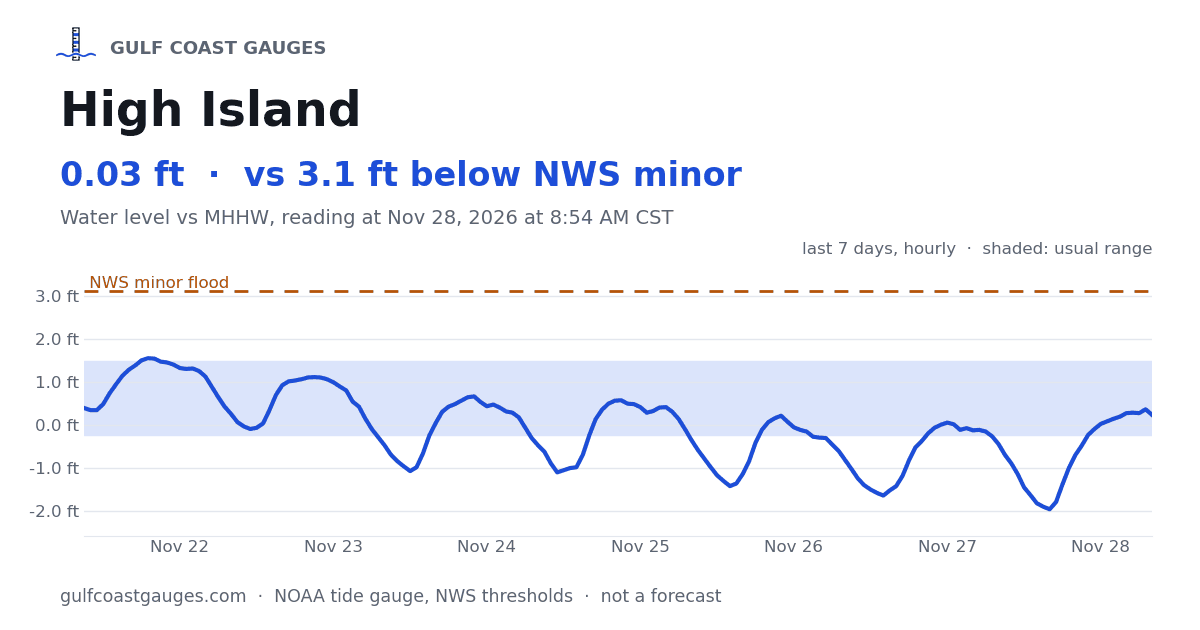 GULF COAST GAUGES
High Island
0.03 ft · vs 3.1 ft below NWS minor
Water level vs MHHW, reading at Nov 28, 2026 at 8:54 AM CST
last 7 days, hourly · shaded: usual range
NWS minor flood
3.0 ft
2.0 ft
1.0 ft
0.0 ft
-1.0 ft
-2.0 ft
Nov 22 Nov 23 Nov 24 Nov 25 Nov 26 Nov 27 Nov 28
gulfcoastgauges.com · NOAA tide gauge, NWS thresholds · not a forecast